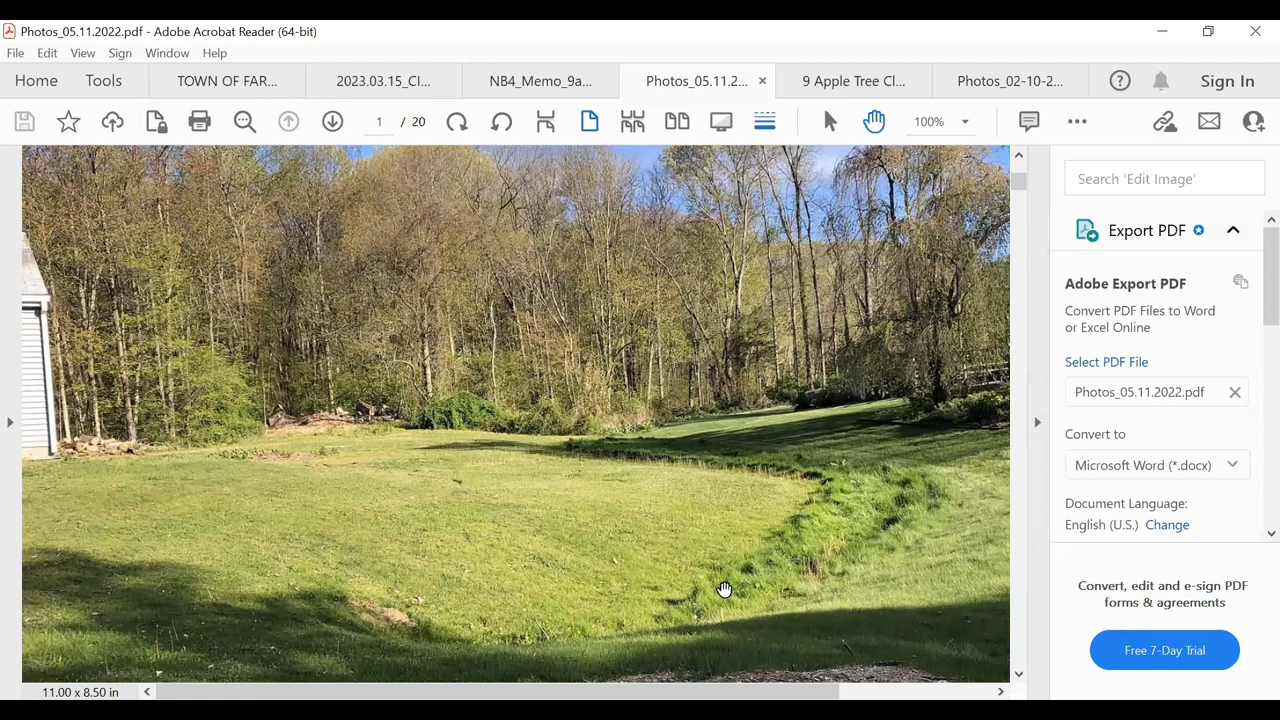 Photos_05.11.2022.pdf - Adobe Acrobat Reader (64-bit)
File Edit View Sign Window Help
Home Tools TOWN OF FAR... 2023.03.15_CI... NB4_Memo_9a... Photos_05.11.2... 9 Apple Tree Cl... Photos_02-10-2... Sign In
1 / 20 100%
Search 'Edit Image'
Export PDF
Adobe Export PDF
Convert PDF Files to Word
or Excel Online
Select PDF File
Photos_05.11.2022.pdf
Convert to
Microsoft Word (*.docx)
Document Language:
English (U.S.) Change
Convert, edit and e-sign PDF
forms & agreements
Free 7-Day Trial
11.00 x 8.50 in